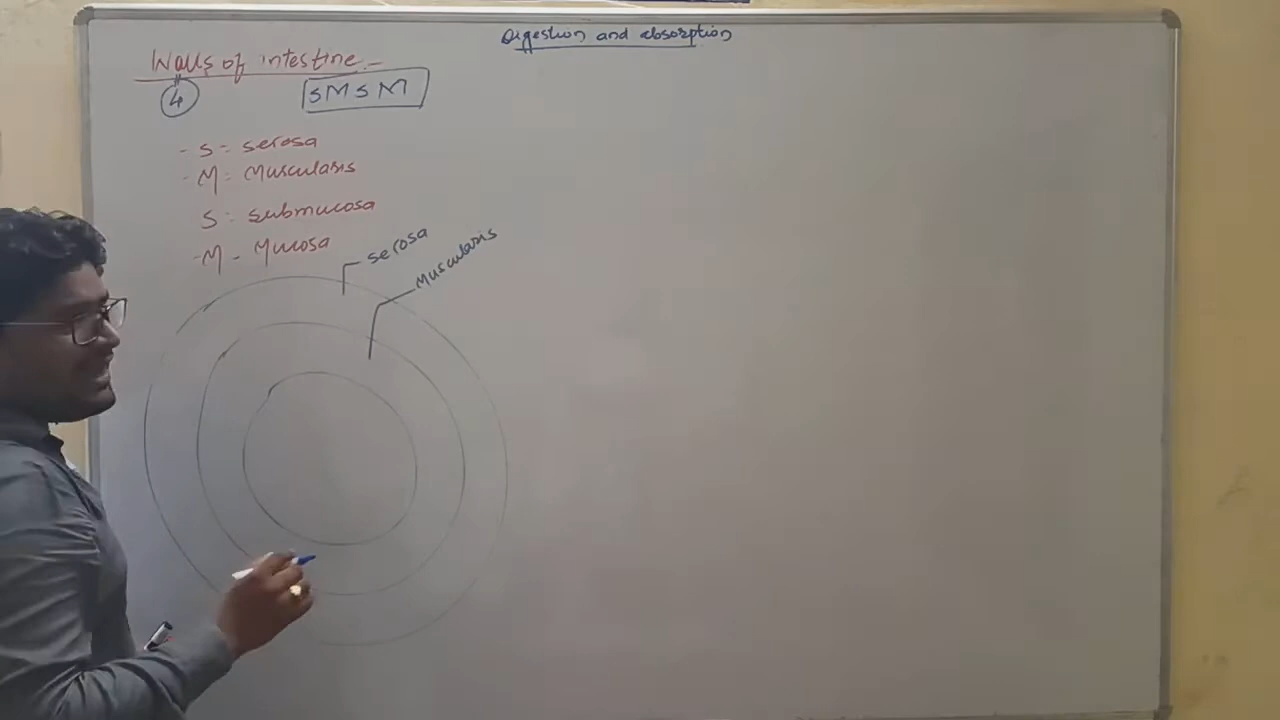 Digestion and absorption
Walls of intestine :-
4
SMSM
- S = serosa
- M = Muscularis
S = submucosa
- M - Mucosa
serosa
Muscularis